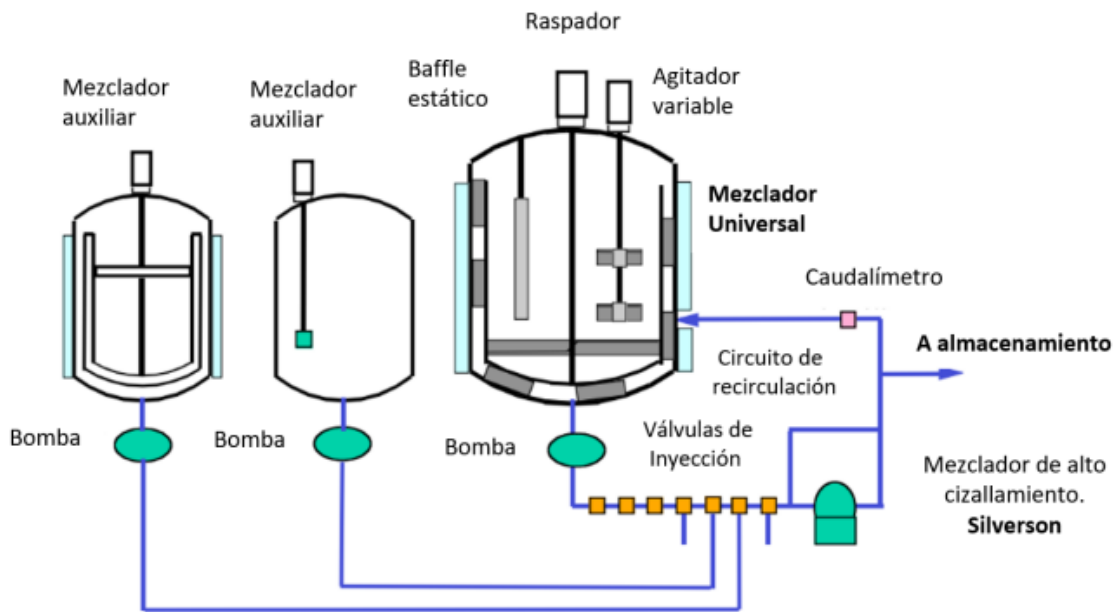 Raspador
Baffle
estático
Agitador
variable
Mezclador
auxiliar
Mezclador
auxiliar
Mezclador
Universal
Caudalímetro
A almacenamiento
Circuito de
recirculación
Bomba
Bomba
Bomba
Válvulas de
Inyección
Mezclador de alto
cizallamiento.
Silverson